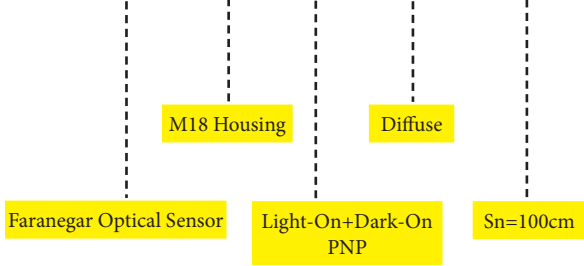 M18 Housing
Diffuse
Faranegar Optical Sensor
Light-On+Dark-On
PNP
Sn=100cm